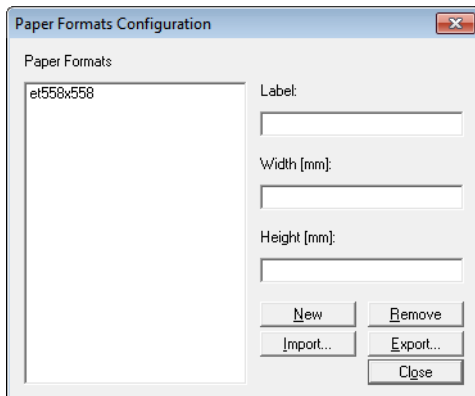 Paper Formats Configuration
Paper Formats
et558x558
Label:
Width [mm]:
Height [mm]:
New
Remove
Import...
Export...
Close